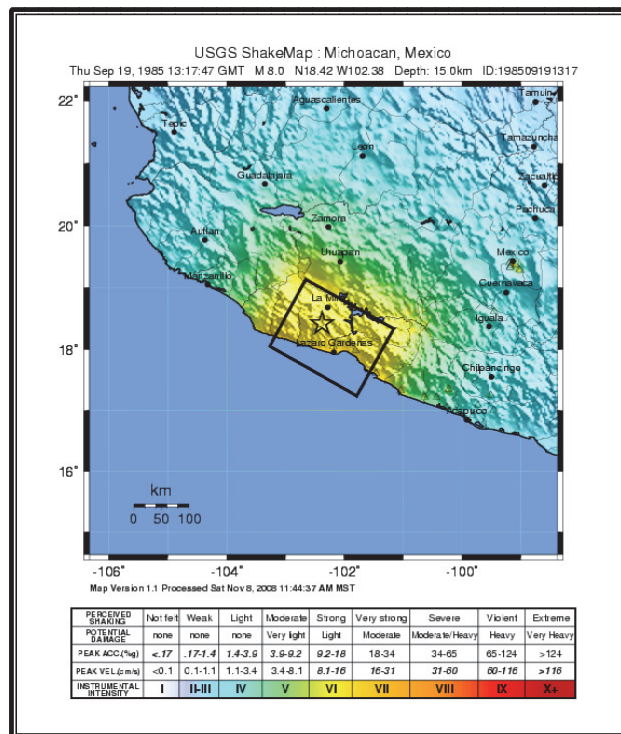 USGS ShakeMap : Michoacan, Mexico
Thu Sep 19, 1985 13:17:47 GMT M 8.0 N18.42 W102.38 Depth: 15.0km ID:198509191317
22°
Tamuin
Aguascalientes
Tepic
Tamazuncha
Leon
Zacualti
Guadalajara
Pachuca
20°
Zamora
Autlan
Uruapan
Mexico
Manzanillo
Cuernavaca
La Mira
Iguala
Lazaro Cardenas
18°
Chilpancingo
Acapulco
16°
km
0 50 100
-106° -104° -102° -100°
Map Version 1.1 Processed Sat Nov 8, 2008 11:44:37 AM MST
PERCEIVED SHAKING Not felt Weak Light Moderate Strong Very strong Severe Violent Extreme
POTENTIAL DAMAGE none none none Very light Light Moderate Moderate/Heavy Heavy Very Heavy
PEAK ACC.(%g) <.17 .17-1.4 1.4-3.9 3.9-9.2 9.2-18 18-34 34-65 65-124 >124
PEAK VEL.(cm/s) <0.1 0.1-1.1 1.1-3.4 3.4-8.1 8.1-16 16-31 31-60 60-116 >116
INSTRUMENTAL INTENSITY I II-III IV V VI VII VIII IX X+